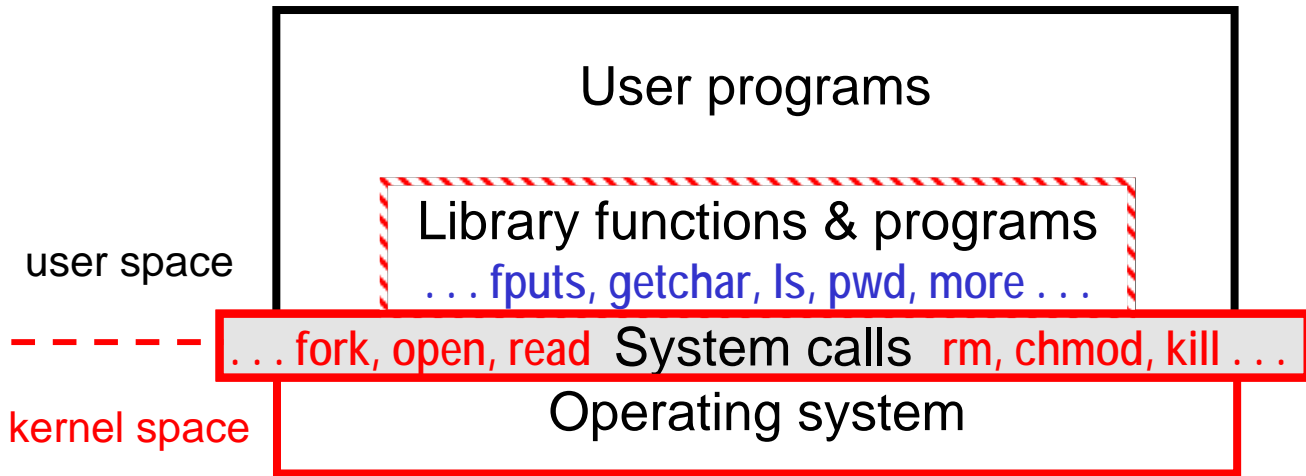 User programs
Library functions & programs
. . . fputs, getchar, ls, pwd, more . . .
user space
. . . fork, open, read System calls rm, chmod, kill . . .
Operating system
kernel space